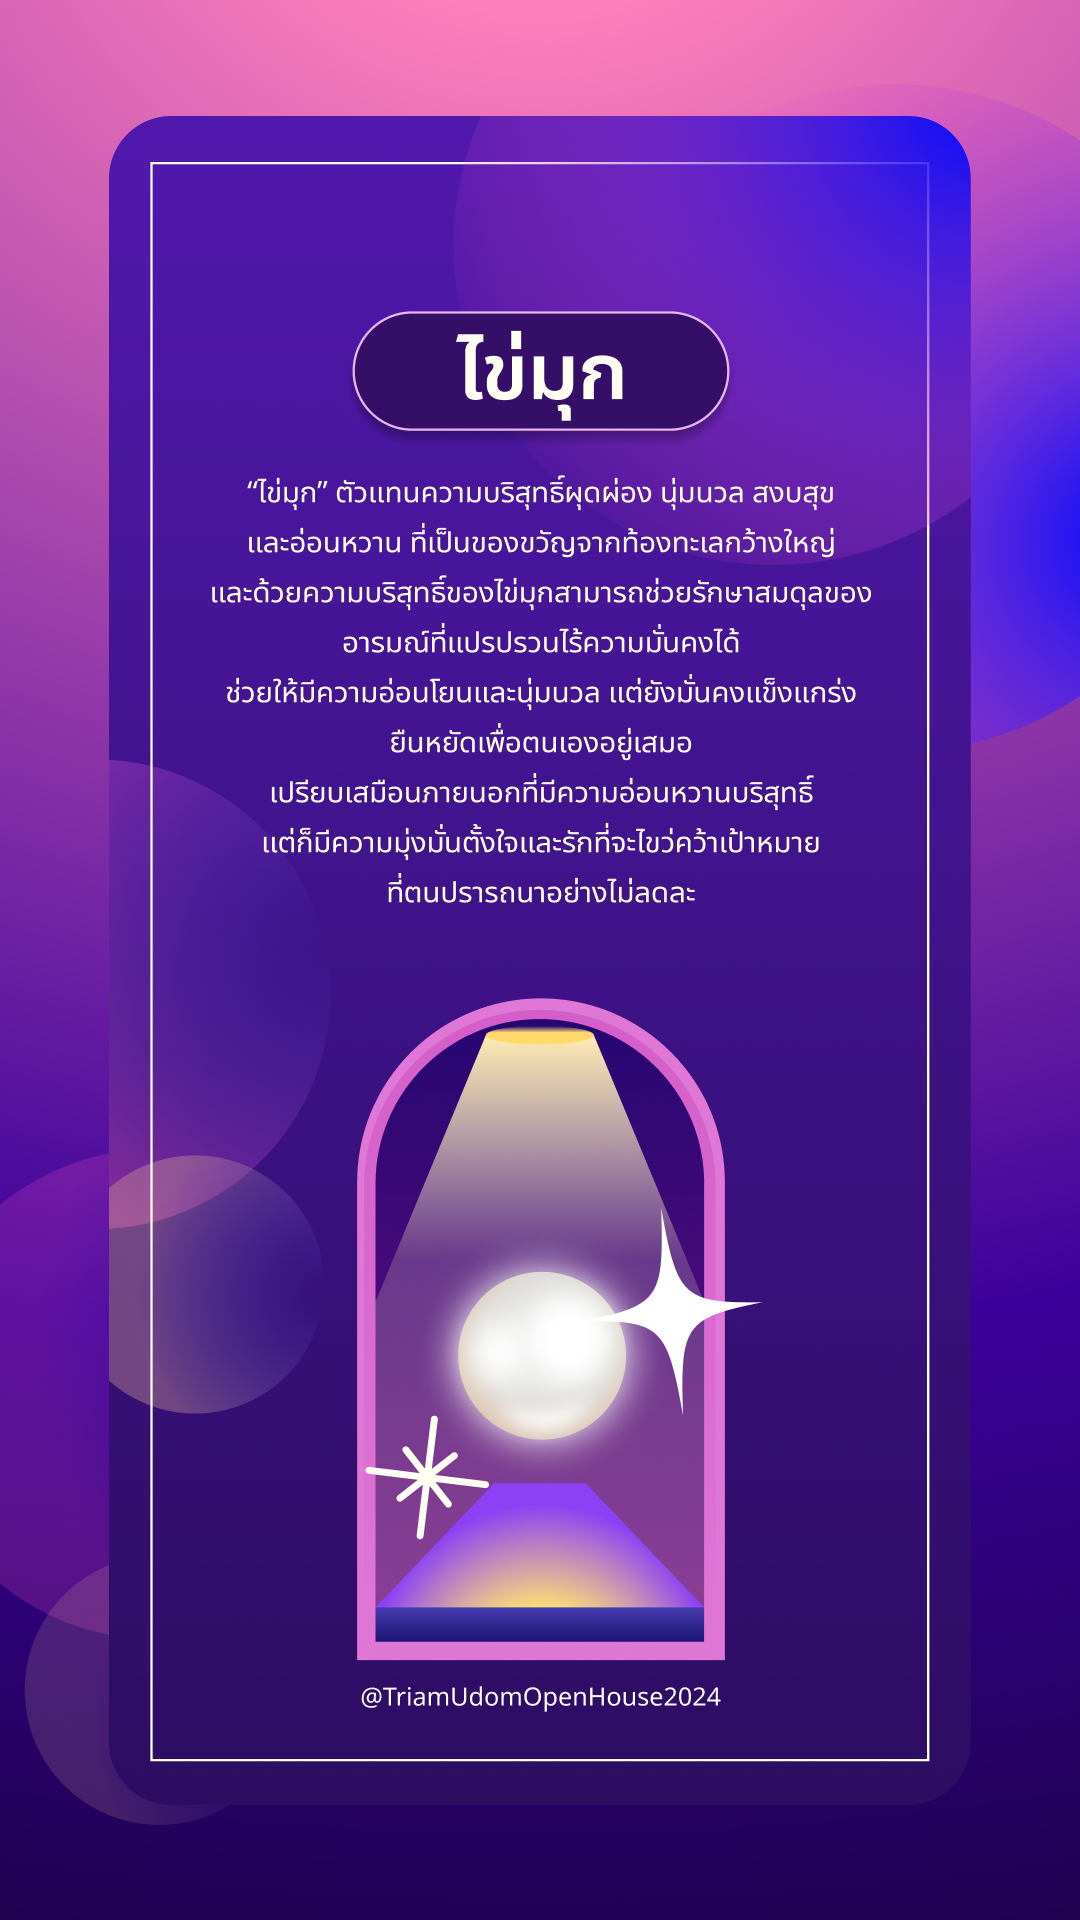 ไข่มุก
“ไข่มุก” ตัวแทนความบริสุทธิ์ผุดผ่อง นุ่มนวล สงบสุข
และอ่อนหวาน ที่เป็นของขวัญจากท้องทะเลกว้างใหญ่
และด้วยความบริสุทธิ์ของไข่มุกสามารถช่วยรักษาสมดุลของ
อารมณ์ที่แปรปรวนไร้ความมั่นคงได้
ช่วยให้มีความอ่อนโยนและนุ่มนวล แต่ยังมั่นคงแข็งแกร่ง
ยืนหยัดเพื่อตนเองอยู่เสมอ
เปรียบเสมือนภายนอกที่มีความอ่อนหวานบริสุทธิ์
แต่ก็มีความมุ่งมั่นตั้งใจและรักที่จะไขว่คว้าเป้าหมาย
ที่ตนปรารถนาอย่างไม่ลดละ
@TriamUdomOpenHouse2024